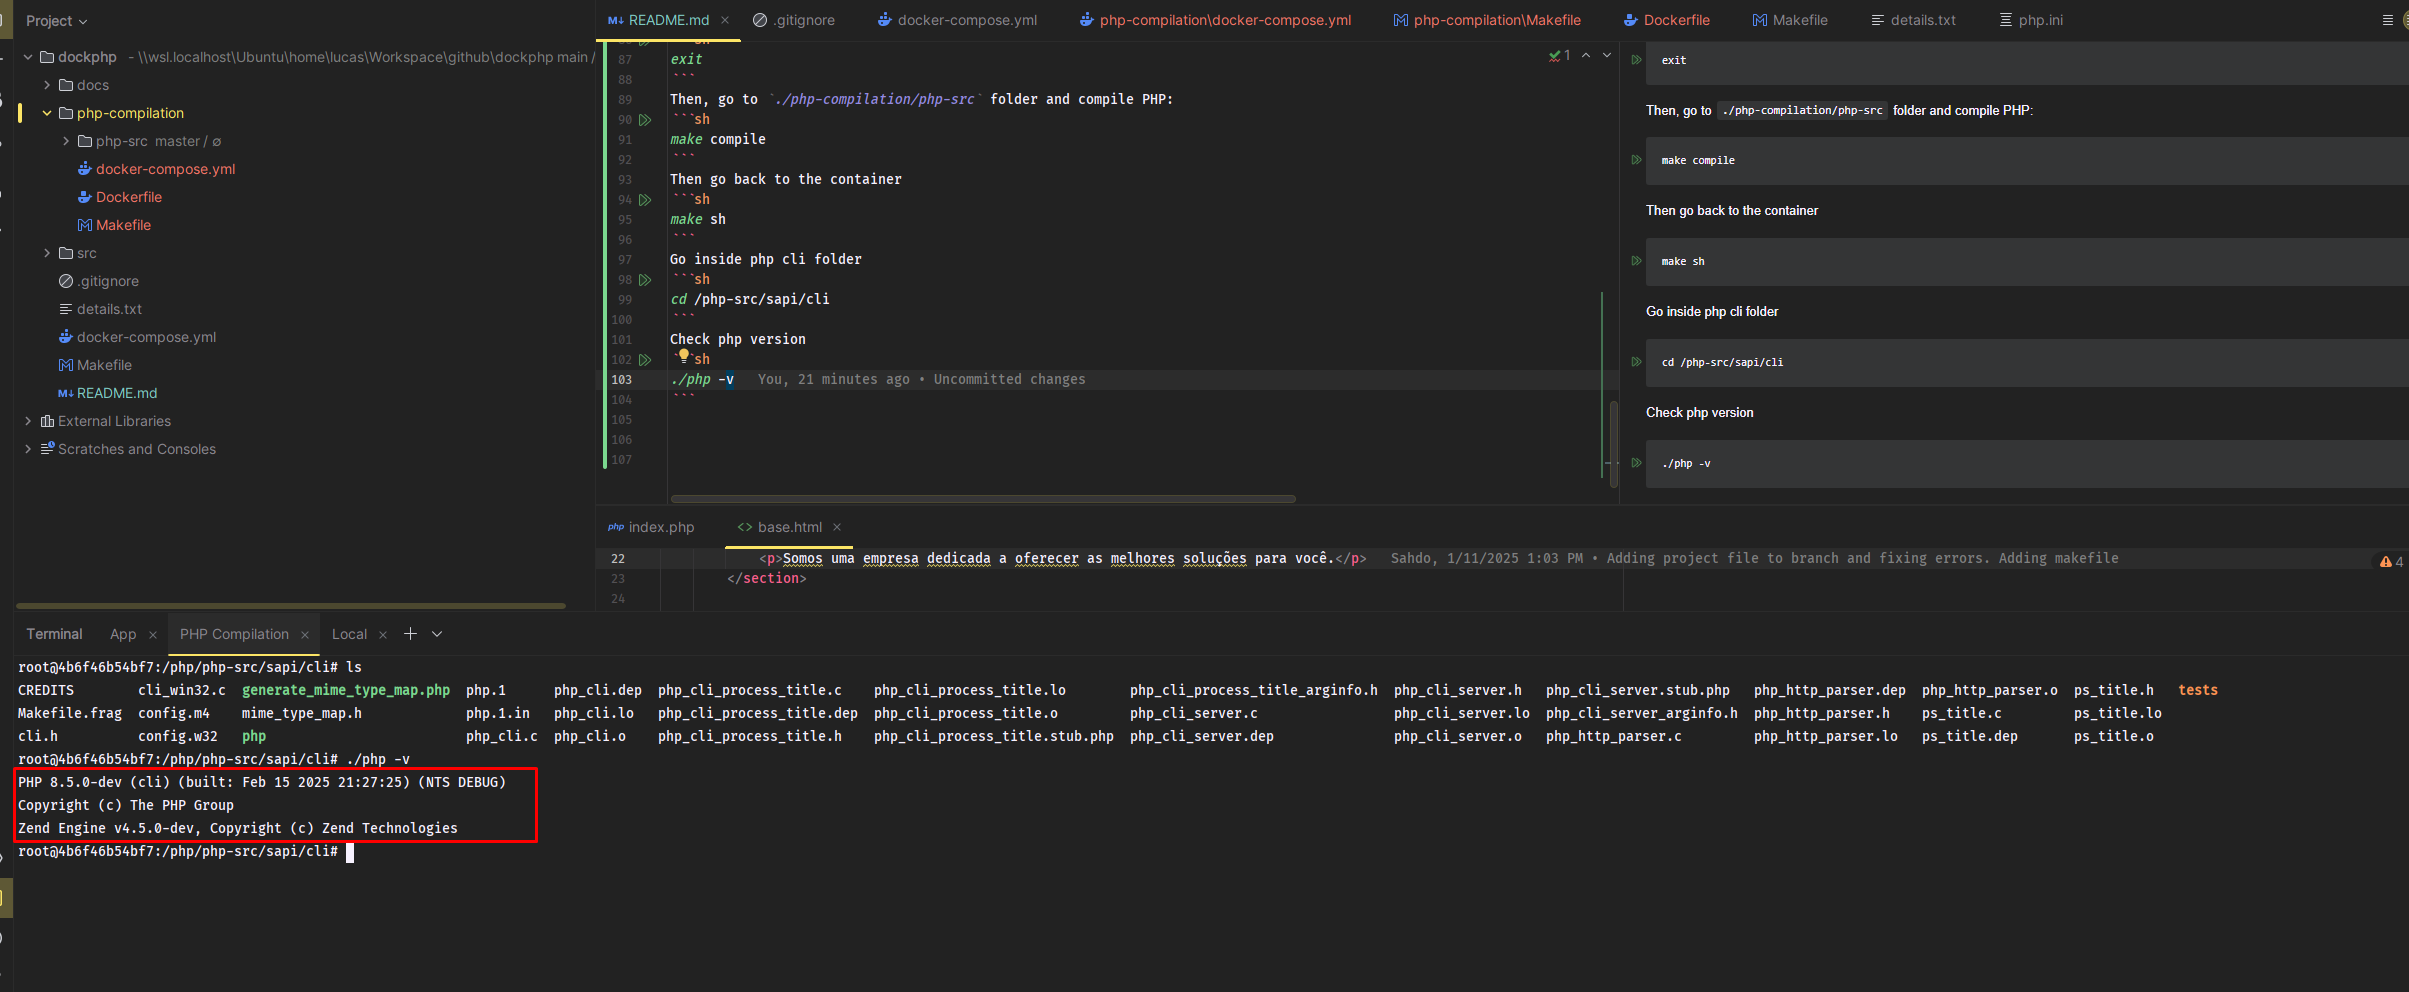 Project
dockphp - \\wsl.localhost\Ubuntu\home\lucas\Workspace\github\dockphp main /
docs
php-compilation
php-src master / ∅
docker-compose.yml
Dockerfile
Makefile
src
.gitignore
details.txt
docker-compose.yml
Makefile
README.md
External Libraries
Scratches and Consoles
README.md .gitignore docker-compose.yml php-compilation\docker-compose.yml php-compilation\Makefile Dockerfile Makefile details.txt php.ini
1
87 exit
88 ```
89 Then, go to `./php-compilation/php-src` folder and compile PHP:
90 ```sh
91 make compile
92 ```
93 Then go back to the container
94 ```sh
95 make sh
96 ```
97 Go inside php cli folder
98 ```sh
99 cd /php-src/sapi/cli
100 ```
101 Check php version
102 ```sh
103 ./php -v You, 21 minutes ago • Uncommitted changes
104 ```
105
106
107
exit
Then, go to ./php-compilation/php-src folder and compile PHP:
make compile
Then go back to the container
make sh
Go inside php cli folder
cd /php-src/sapi/cli
Check php version
./php -v
php index.php <> base.html
22 <p>Somos uma empresa dedicada a oferecer as melhores soluções para você.</p> Sahdo, 1/11/2025 1:03 PM • Adding project file to branch and fixing errors. Adding makefile
4
23 </section>
24
Terminal App PHP Compilation Local
root@4b6f46b54bf7:/php/php-src/sapi/cli# ls
CREDITS cli_win32.c generate_mime_type_map.php php.1 php_cli.dep php_cli_process_title.c php_cli_process_title.lo php_cli_process_title_arginfo.h php_cli_server.h php_cli_server.stub.php php_http_parser.dep php_http_parser.o ps_title.h tests
Makefile.frag config.m4 mime_type_map.h php.1.in php_cli.lo php_cli_process_title.dep php_cli_process_title.o php_cli_server.c php_cli_server.lo php_cli_server_arginfo.h php_http_parser.h ps_title.c ps_title.lo
cli.h config.w32 php php_cli.c php_cli.o php_cli_process_title.h php_cli_process_title.stub.php php_cli_server.dep php_cli_server.o php_http_parser.c php_http_parser.lo ps_title.dep ps_title.o
root@4b6f46b54bf7:/php/php-src/sapi/cli# ./php -v
PHP 8.5.0-dev (cli) (built: Feb 15 2025 21:27:25) (NTS DEBUG)
Copyright (c) The PHP Group
Zend Engine v4.5.0-dev, Copyright (c) Zend Technologies
root@4b6f46b54bf7:/php/php-src/sapi/cli#